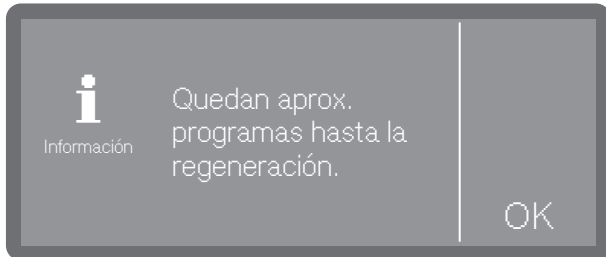 Información
Quedan aprox.
programas hasta la
regeneración.
OK